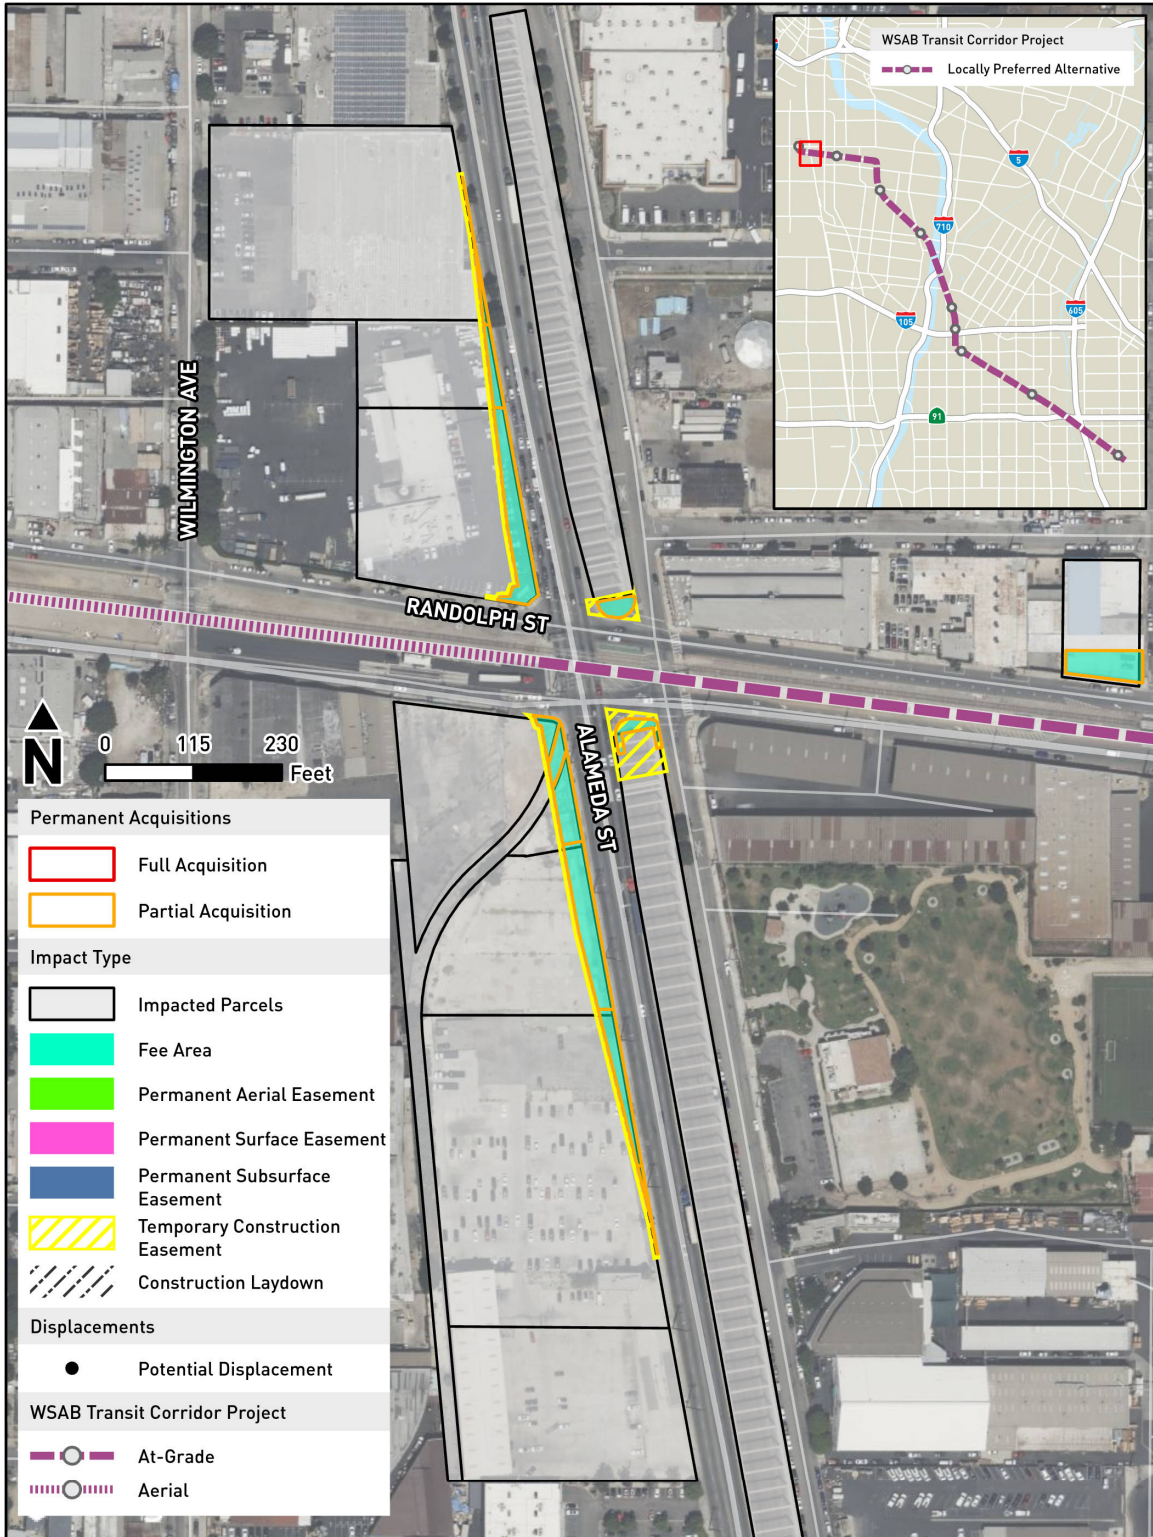 WSAB Transit Corridor Project
Locally Preferred Alternative
5
710
105
605
91
WILMINGTON AVE
RANDOLPH ST
ALAMEDA ST
N
0 115 230
Feet
Permanent Acquisitions
Full Acquisition
Partial Acquisition
Impact Type
Impacted Parcels
Fee Area
Permanent Aerial Easement
Permanent Surface Easement
Permanent Subsurface
Easement
Temporary Construction
Easement
Construction Laydown
Displacements
Potential Displacement
WSAB Transit Corridor Project
At-Grade
Aerial